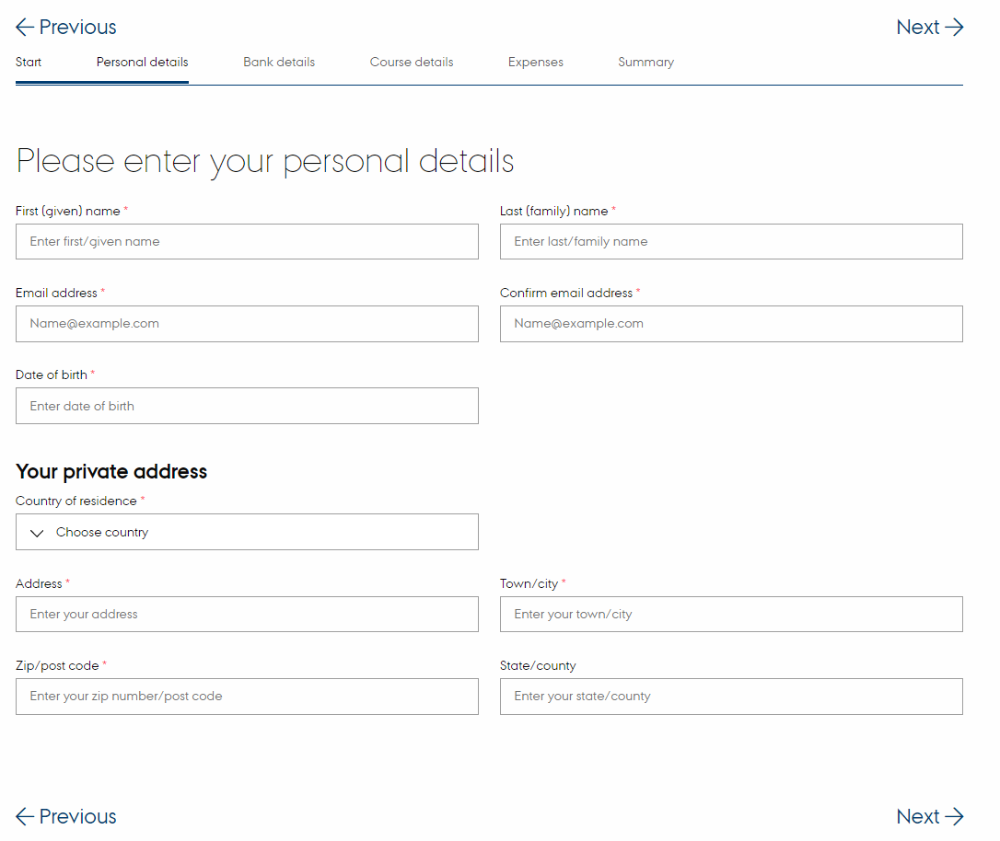 ← Previous Next →
Start Personal details Bank details Course details Expenses Summary
Please enter your personal details
First (given) name * Last (family) name *
Enter first/given name Enter last/family name
Email address * Confirm email address *
Name@example.com Name@example.com
Date of birth *
Enter date of birth
Your private address
Country of residence *
Choose country
Address * Town/city *
Enter your address Enter your town/city
Zip/post code * State/county
Enter your zip number/post code Enter your state/county
← Previous Next →